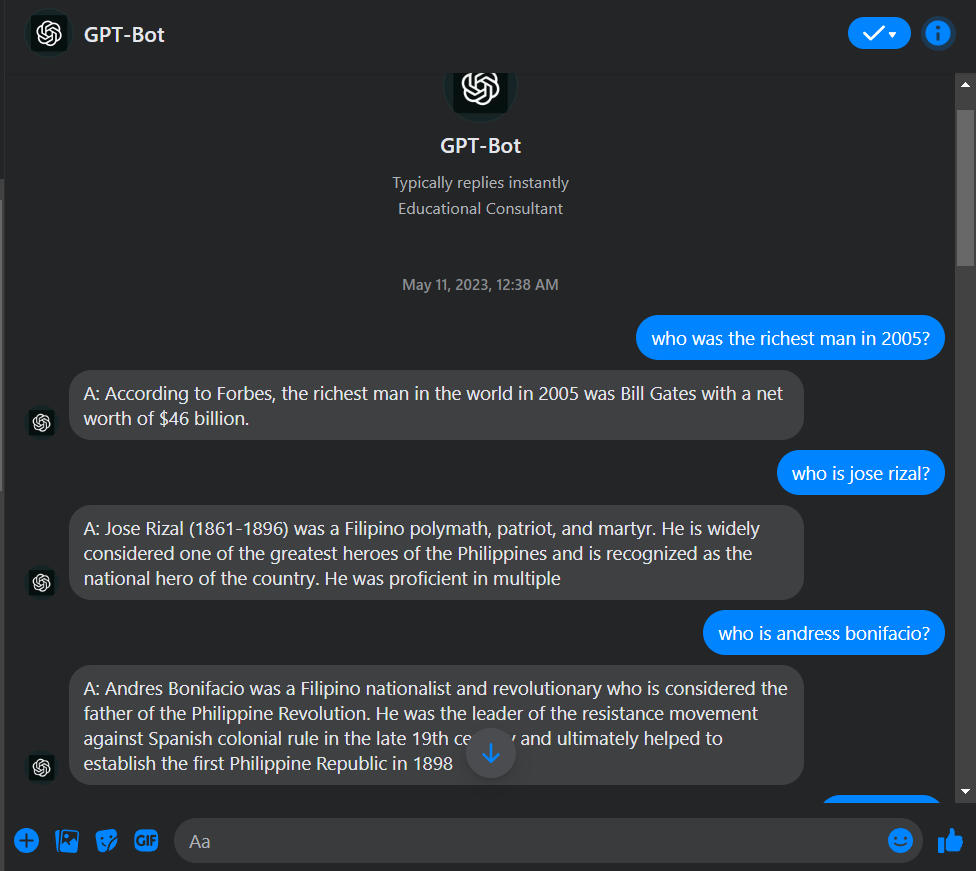 GPT-Bot
GPT-Bot
Typically replies instantly
Educational Consultant
May 11, 2023, 12:38 AM
who was the richest man in 2005?
A: According to Forbes, the richest man in the world in 2005 was Bill Gates with a net
worth of $46 billion.
who is jose rizal?
A: Jose Rizal (1861-1896) was a Filipino polymath, patriot, and martyr. He is widely
considered one of the greatest heroes of the Philippines and is recognized as the
national hero of the country. He was proficient in multiple
who is andress bonifacio?
A: Andres Bonifacio was a Filipino nationalist and revolutionary who is considered the
father of the Philippine Revolution. He was the leader of the resistance movement
against Spanish colonial rule in the late 19th and ultimately helped to
establish the first Philippine Republic in 1898
GIF
Aa